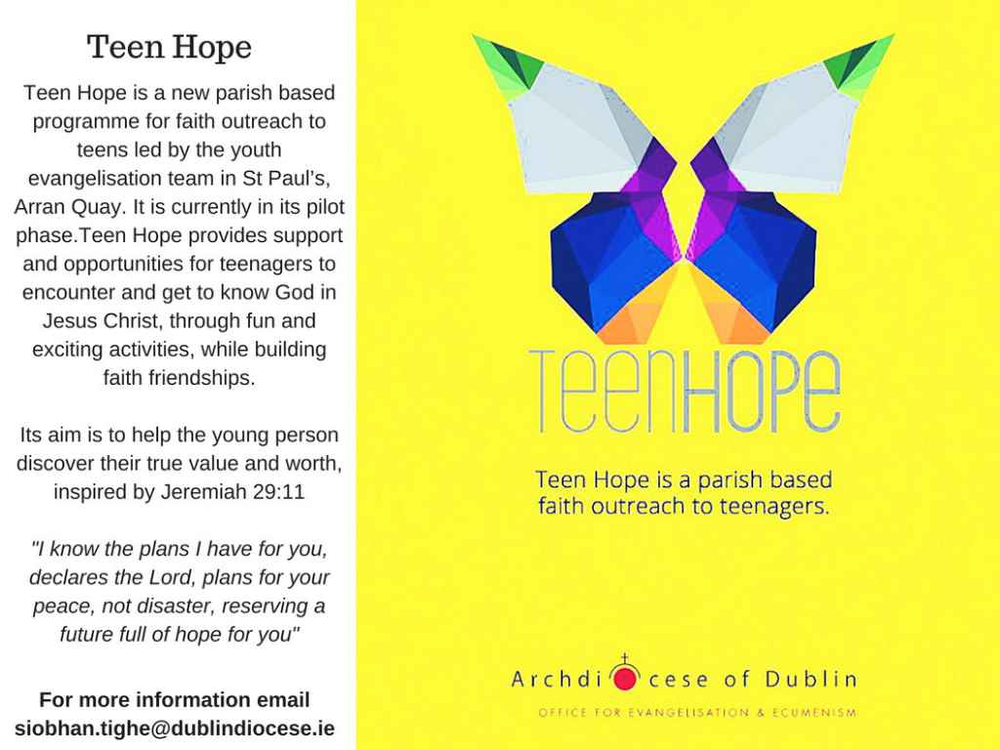 Teen Hope
Teen Hope is a new parish based
programme for faith outreach to
teens led by the youth
evangelisation team in St Paul’s,
Arran Quay. It is currently in its pilot
phase.Teen Hope provides support
and opportunities for teenagers to
encounter and get to know God in
Jesus Christ, through fun and
exciting activities, while building
faith friendships.
Its aim is to help the young person
discover their true value and worth,
inspired by Jeremiah 29:11
"I know the plans I have for you,
declares the Lord, plans for your
peace, not disaster, reserving a
future full of hope for you"
For more information email
siobhan.tighe@dublindiocese.ie
TeenHOPe
Teen Hope is a parish based
faith outreach to teenagers.
Archdiocese of Dublin
OFFICE FOR EVANGELISATION & ECUMENISM